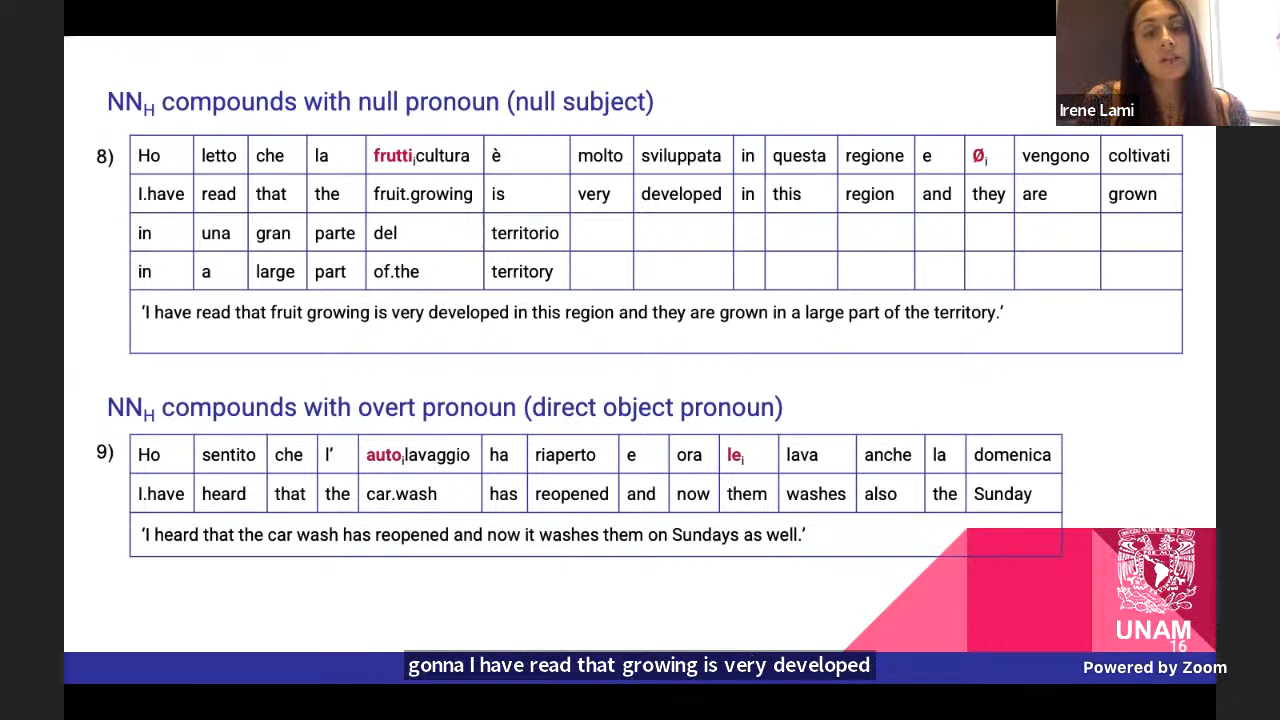 Irene Lami
NNH compounds with null pronoun (null subject)
8) Ho letto che la fruttiicultura è molto sviluppata in questa regione e Øi vengono coltivati
I.have read that the fruit.growing is very developed in this region and they are grown
in una gran parte del territorio
in a large part of.the territory
‘I have read that fruit growing is very developed in this region and they are grown in a large part of the territory.’
NNH compounds with overt pronoun (direct object pronoun)
9) Ho sentito che l’ autoilavaggio ha riaperto e ora lei lava anche la domenica
I.have heard that the car.wash has reopened and now them washes also the Sunday
‘I heard that the car wash has reopened and now it washes them on Sundays as well.’
UNAM
16
gonna I have read that growing is very developed
Powered by Zoom